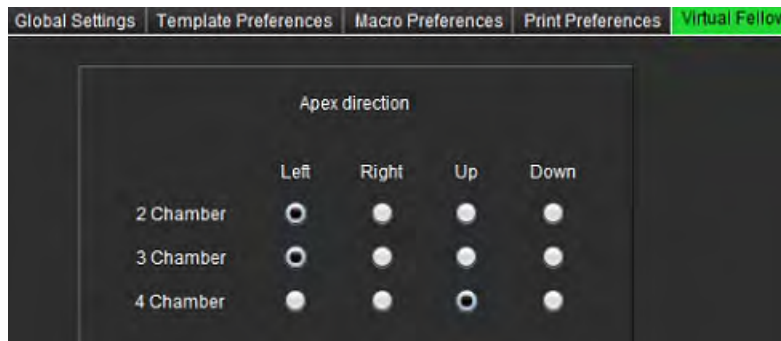 Global Settings Template Preferences Macro Preferences Print Preferences Virtual
Apex direction
Left Right Up Down
2 Chamber
3 Chamber
4 Chamber